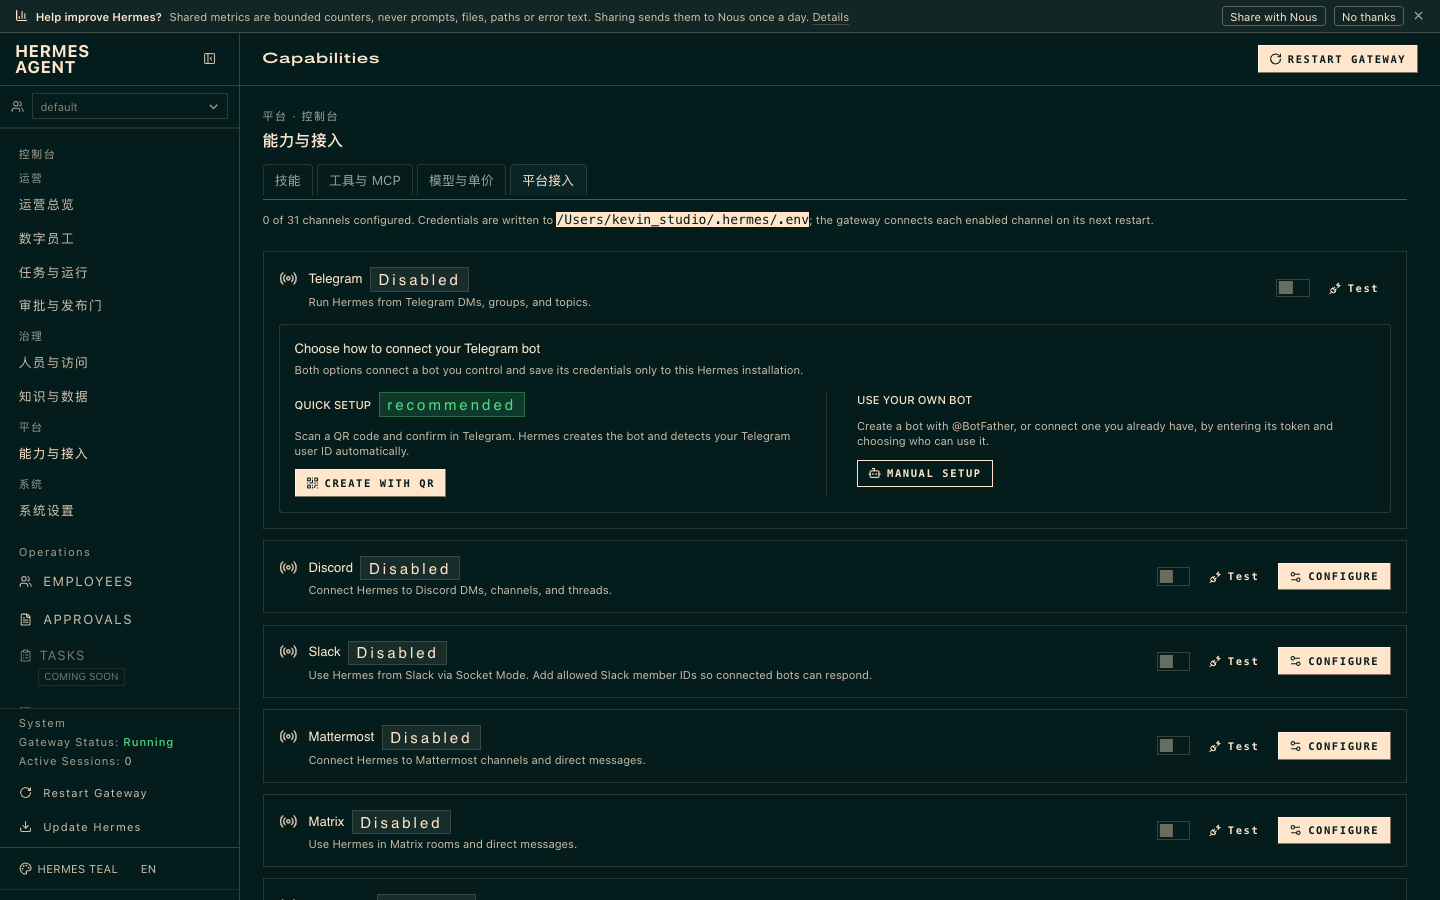 Help improve Hermes? Shared metrics are bounded counters, never prompts, files, paths or error text. Sharing sends them to Nous once a day. Details
Share with Nous
No thanks
HERMES
AGENT
default
控制台
运营
运营总览
数字员工
任务与运行
审批与发布门
治理
人员与访问
知识与数据
平台
能力与接入
系统
系统设置
Operations
EMPLOYEES
APPROVALS
TASKS
COMING SOON
System
Gateway Status: Running
Active Sessions: 0
Restart Gateway
Update Hermes
HERMES TEAL EN
Capabilities
RESTART GATEWAY
平台 · 控制台
能力与接入
技能
工具与 MCP
模型与单价
平台接入
0 of 31 channels configured. Credentials are written to /Users/kevin_studio/.hermes/.env; the gateway connects each enabled channel on its next restart.
Telegram Disabled
Run Hermes from Telegram DMs, groups, and topics.
Test
Choose how to connect your Telegram bot
Both options connect a bot you control and save its credentials only to this Hermes installation.
QUICK SETUP recommended
Scan a QR code and confirm in Telegram. Hermes creates the bot and detects your Telegram
user ID automatically.
CREATE WITH QR
USE YOUR OWN BOT
Create a bot with @BotFather, or connect one you already have, by entering its token and
choosing who can use it.
MANUAL SETUP
Discord Disabled
Connect Hermes to Discord DMs, channels, and threads.
Test
CONFIGURE
Slack Disabled
Use Hermes from Slack via Socket Mode. Add allowed Slack member IDs so connected bots can respond.
Test
CONFIGURE
Mattermost Disabled
Connect Hermes to Mattermost channels and direct messages.
Test
CONFIGURE
Matrix Disabled
Use Hermes in Matrix rooms and direct messages.
Test
CONFIGURE